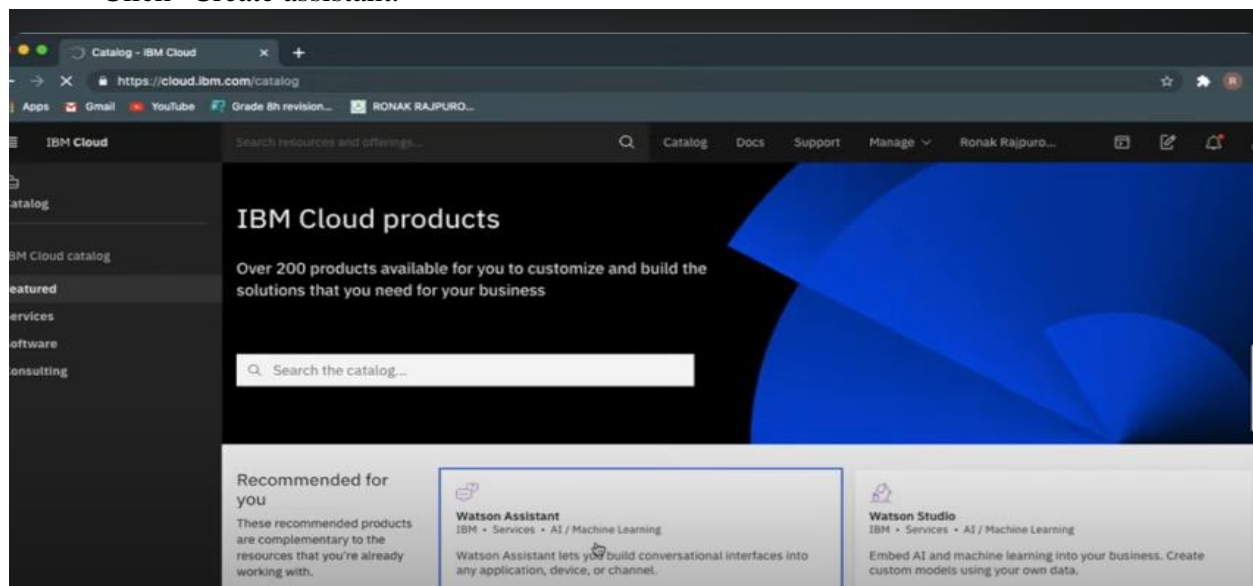 Click "Create assistant."
Catalog - IBM Cloud
https://cloud.ibm.com/catalog
Apps Gmail YouTube Grade 8h revision... RONAK RAJPURO...
IBM Cloud Search resources and offerings... Catalog Docs Support Manage Ronak Rajpuro...
atalog
BM Cloud catalog
eatured
ervices
oftware
onsulting
IBM Cloud products
Over 200 products available for you to customize and build the
solutions that you need for your business
Search the catalog...
Recommended for
you
These recommended products
are complementary to the
resources that you're already
working with.
Watson Assistant
IBM • Services • AI / Machine Learning
Watson Assistant lets you build conversational interfaces into
any application, device, or channel.
Watson Studio
IBM • Services • AI / Machine Learning
Embed AI and machine learning into your business. Create
custom models using your own data.